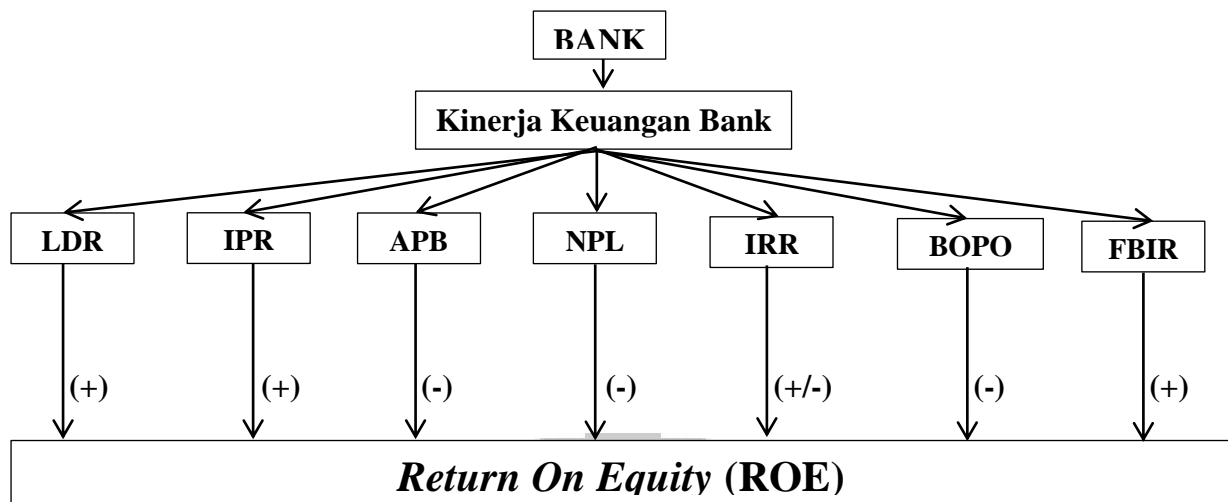 BANK
Kinerja Keuangan Bank
LDR IPR APB NPL IRR BOPO FBIR
(+) (+) (-) (-) (+/-) (-) (+)
Return On Equity (ROE)